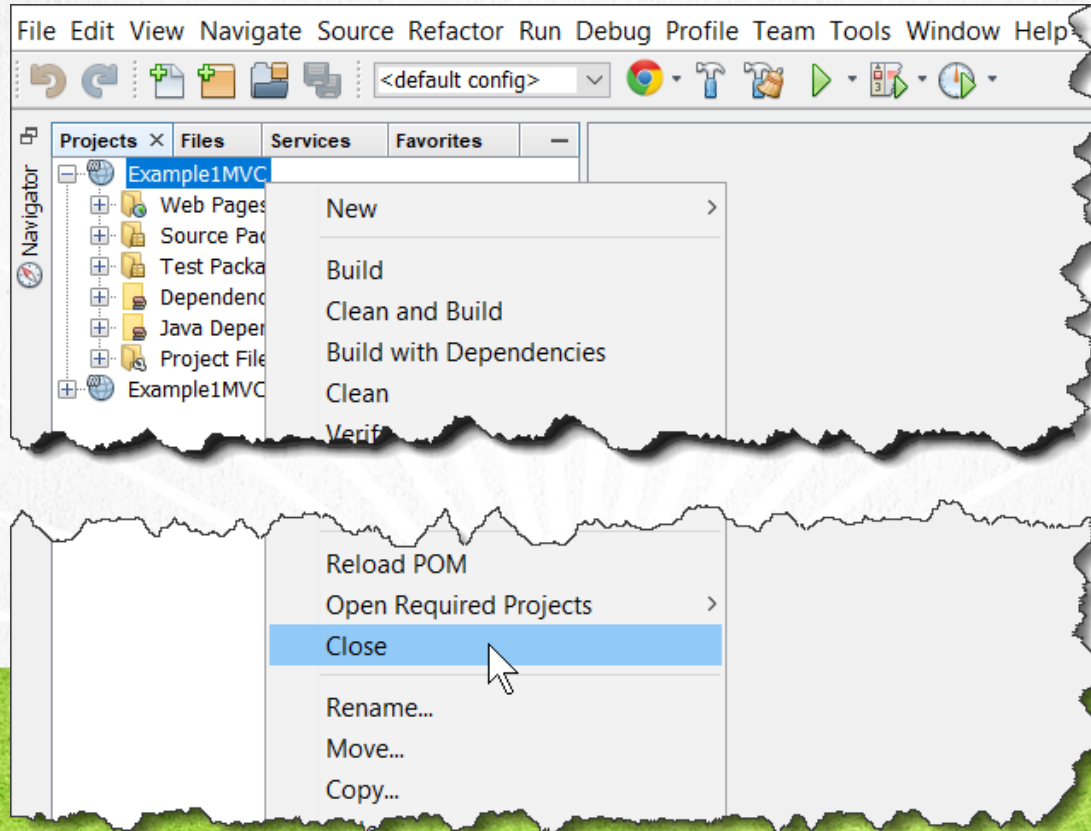 File Edit View Navigate Source Refactor Run Debug Profile Team Tools Window Help
<default config>
Projects × Files Services Favorites
Navigator
Example1MVC
Web Pages
Source Pac
Test Packa
Dependenc
Java Deper
Project File
Example1MVC
New
Build
Clean and Build
Build with Dependencies
Clean
Verify
Reload POM
Open Required Projects
Close
Rename...
Move...
Copy...